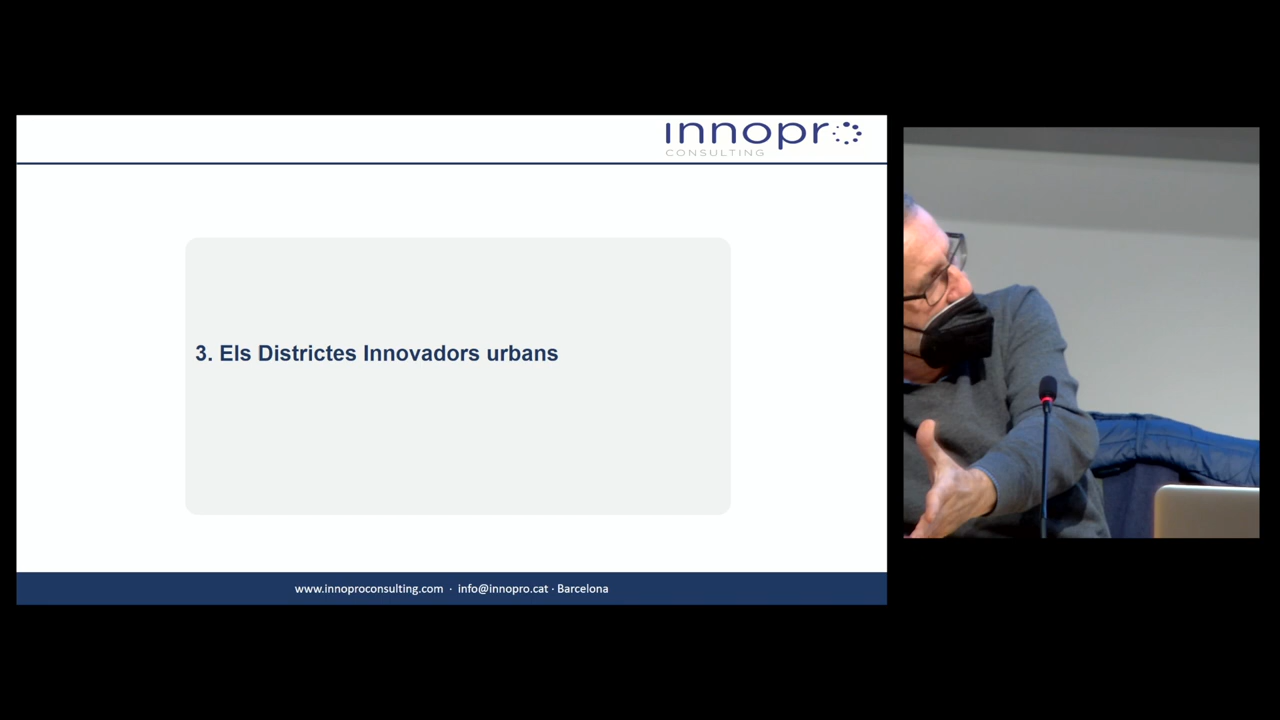 innopro
CONSULTING
3. Els Districtes Innovadors urbans
www.innoproconsulting.com · info@innopro.cat · Barcelona